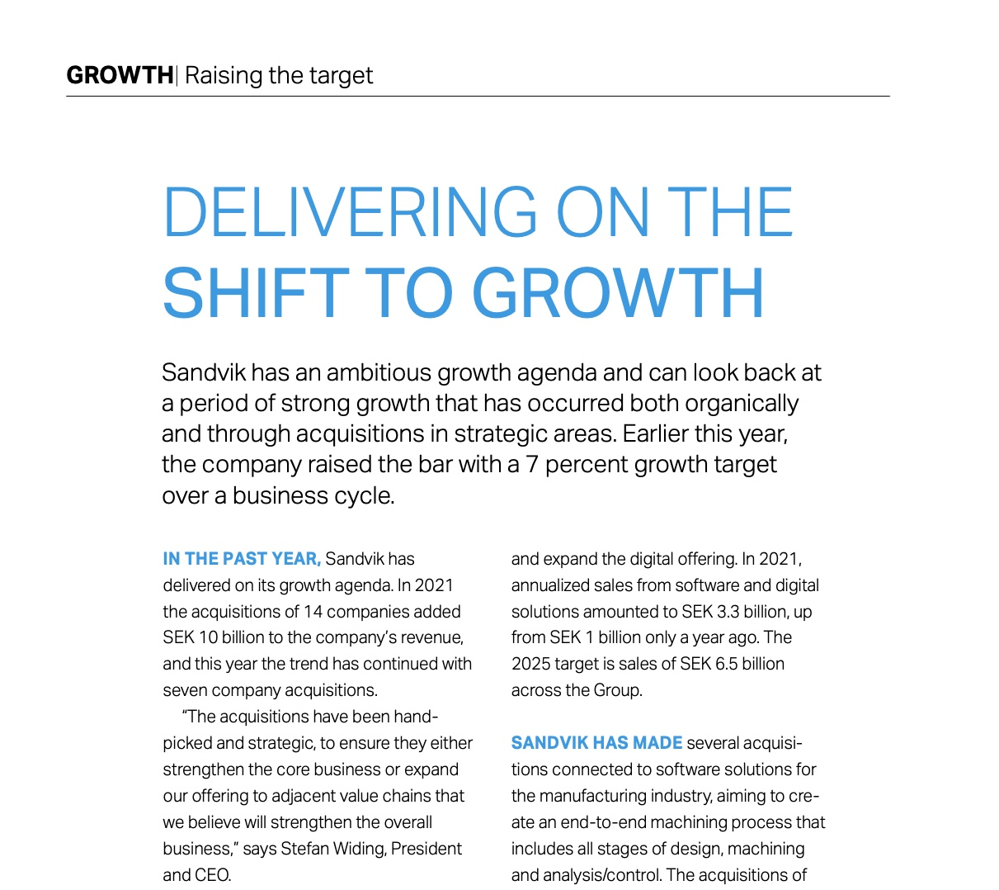 GROWTH| Raising the target
DELIVERING ON THE
SHIFT TO GROWTH
Sandvik has an ambitious growth agenda and can look back at
a period of strong growth that has occurred both organically
and through acquisitions in strategic areas. Earlier this year,
the company raised the bar with a 7 percent growth target
over a business cycle.
IN THE PAST YEAR, Sandvik has
delivered on its growth agenda. In 2021
the acquisitions of 14 companies added
SEK 10 billion to the company’s revenue,
and this year the trend has continued with
seven company acquisitions.
“The acquisitions have been hand-
picked and strategic, to ensure they either
strengthen the core business or expand
our offering to adjacent value chains that
we believe will strengthen the overall
business,” says Stefan Widing, President
and CEO.
and expand the digital offering. In 2021,
annualized sales from software and digital
solutions amounted to SEK 3.3 billion, up
from SEK 1 billion only a year ago. The
2025 target is sales of SEK 6.5 billion
across the Group.
SANDVIK HAS MADE several acquisi-
tions connected to software solutions for
the manufacturing industry, aiming to cre-
ate an end-to-end machining process that
includes all stages of design, machining
and analysis/control. The acquisitions of